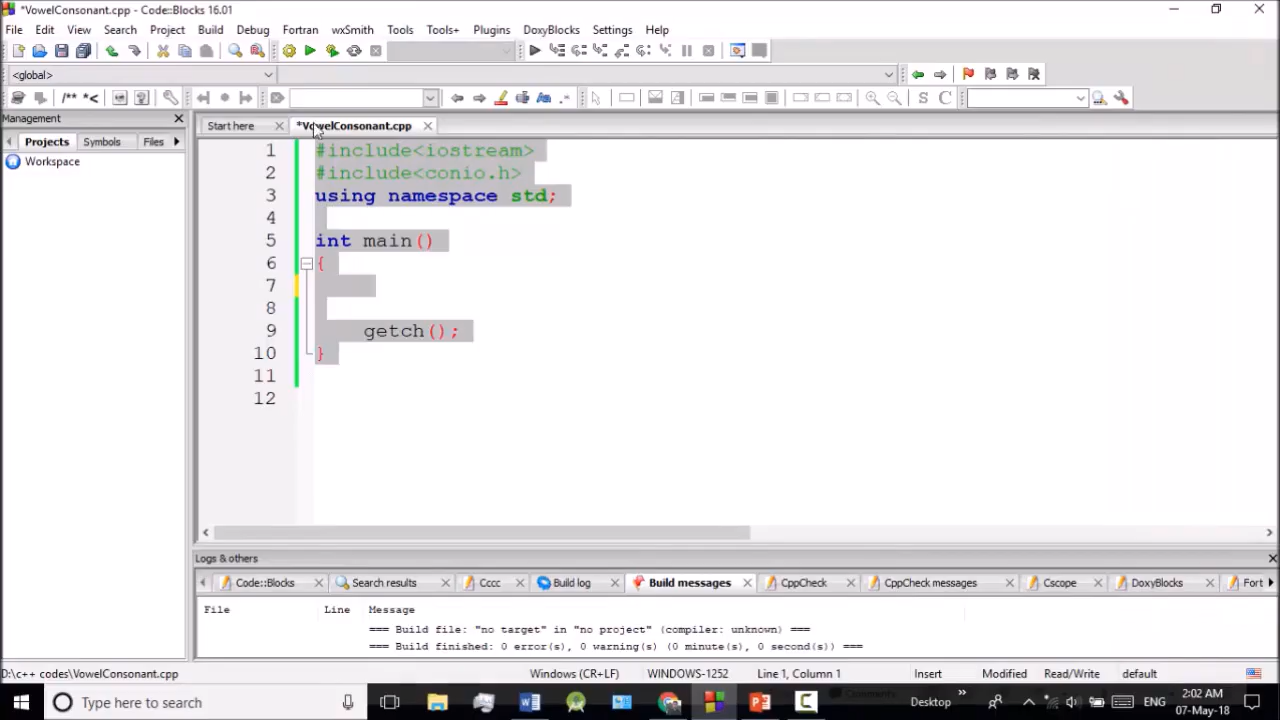 *VowelConsonant.cpp - Code::Blocks 16.01
File Edit View Search Project Build Debug Fortran wxSmith Tools Tools+ Plugins DoxyBlocks Settings Help
<global>
/** *<
S C
Management
Start here
*VowelConsonant.cpp
Projects Symbols Files
Workspace
1 #include<iostream>
2 #include<conio.h>
3 using namespace std;
4
5 int main()
6 {
7
8
9 getch();
10 }
11
12
Logs & others
Code::Blocks Search results Cccc Build log Build messages CppCheck CppCheck messages Cscope DoxyBlocks Fort
File Line Message
=== Build file: "no target" in "no project" (compiler: unknown) ===
=== Build finished: 0 error(s), 0 warning(s) (0 minute(s), 0 second(s)) ===
D:\c++ codes\VowelConsonant.cpp Windows (CR+LF) WINDOWS-1252 Line 1, Column 1 Insert Modified Read/Write default
Type here to search
Desktop
ENG
2:02 AM
07-May-18